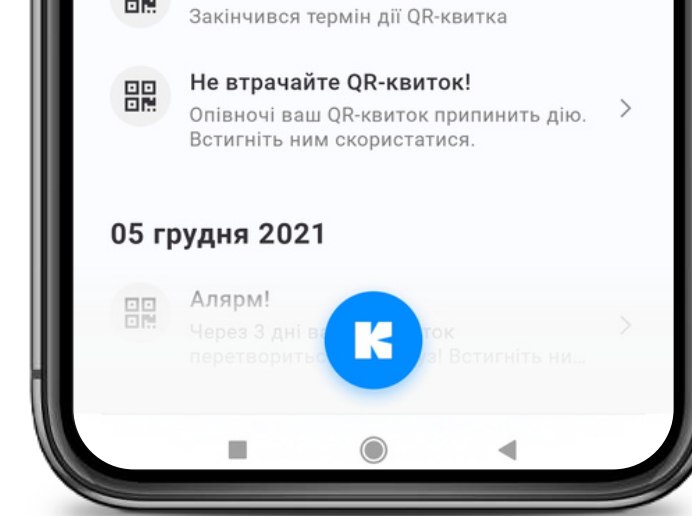 Закінчився термін дії QR-квитка
Не втрачайте QR-квиток!
Опівночі ваш QR-квиток припинить дію.
Встигніть ним скористатися.
05 грудня 2021
Алярм!
Через 3 дні
K
перетворить
Встигніть ни...